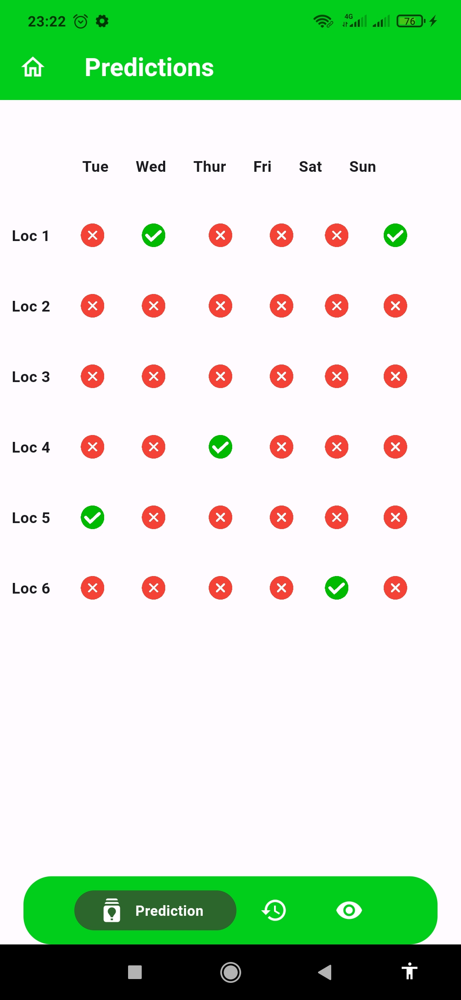 23:22 4G 76
Predictions
Tue Wed Thur Fri Sat Sun
Loc 1
Loc 2
Loc 3
Loc 4
Loc 5
Loc 6
Prediction